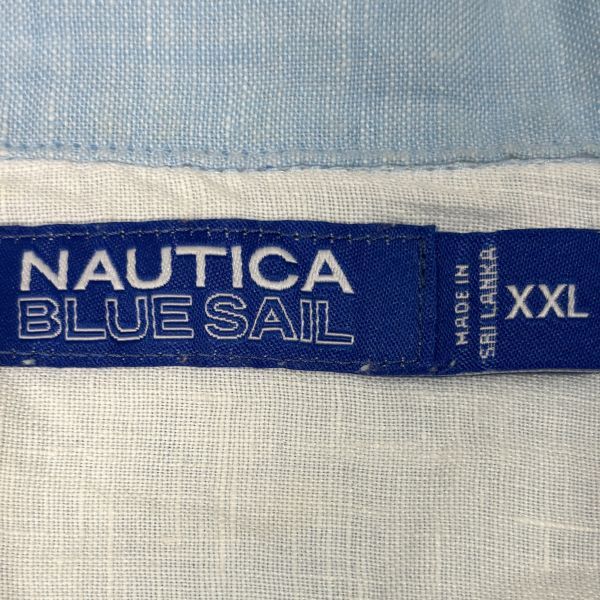 NAUTICA
BLUE SAIL
MADE IN
SRI LANKA
XXL